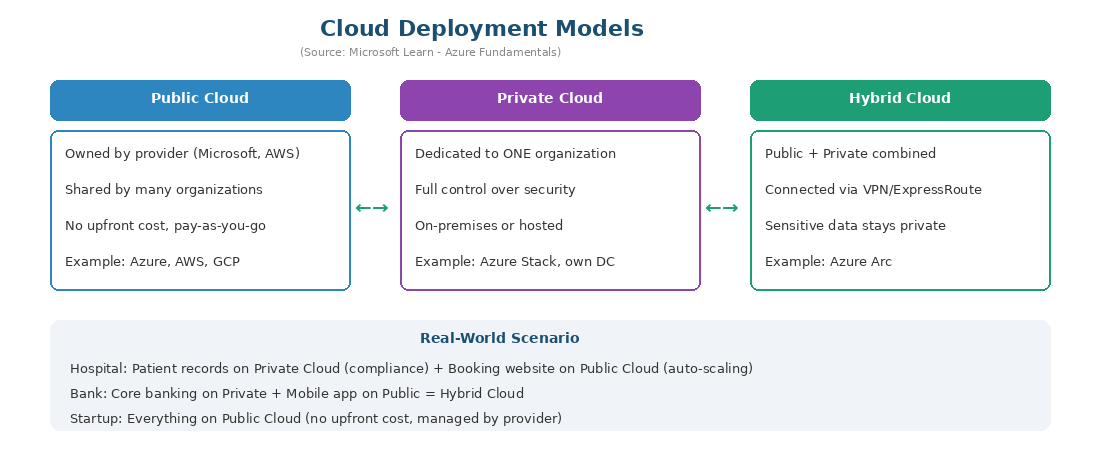 Cloud Deployment Models
(Source: Microsoft Learn - Azure Fundamentals)
Public Cloud
Owned by provider (Microsoft, AWS)
Shared by many organizations
No upfront cost, pay-as-you-go
Example: Azure, AWS, GCP
Private Cloud
Dedicated to ONE organization
Full control over security
On-premises or hosted
Example: Azure Stack, own DC
Hybrid Cloud
Public + Private combined
Connected via VPN/ExpressRoute
Sensitive data stays private
Example: Azure Arc
Real-World Scenario
Hospital: Patient records on Private Cloud (compliance) + Booking website on Public Cloud (auto-scaling)
Bank: Core banking on Private + Mobile app on Public = Hybrid Cloud
Startup: Everything on Public Cloud (no upfront cost, managed by provider)